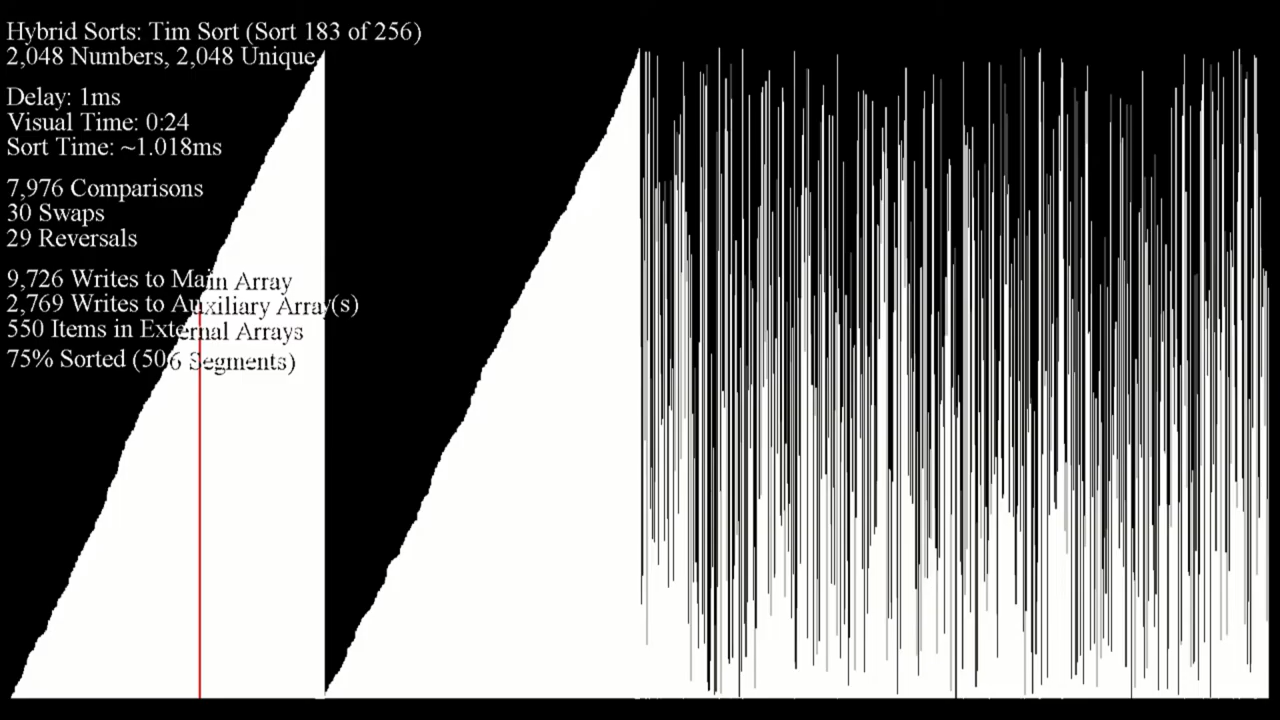 Hybrid Sorts: Tim Sort (Sort 183 of 256)
2,048 Numbers, 2,048 Unique
Delay: 1ms
Visual Time: 0:24
Sort Time: ~1.018ms
7,976 Comparisons
30 Swaps
29 Reversals
9,726 Writes to Main Array
2,769 Writes to Auxiliary Array(s)
550 Items in External Arrays
75% Sorted (506 Segments)